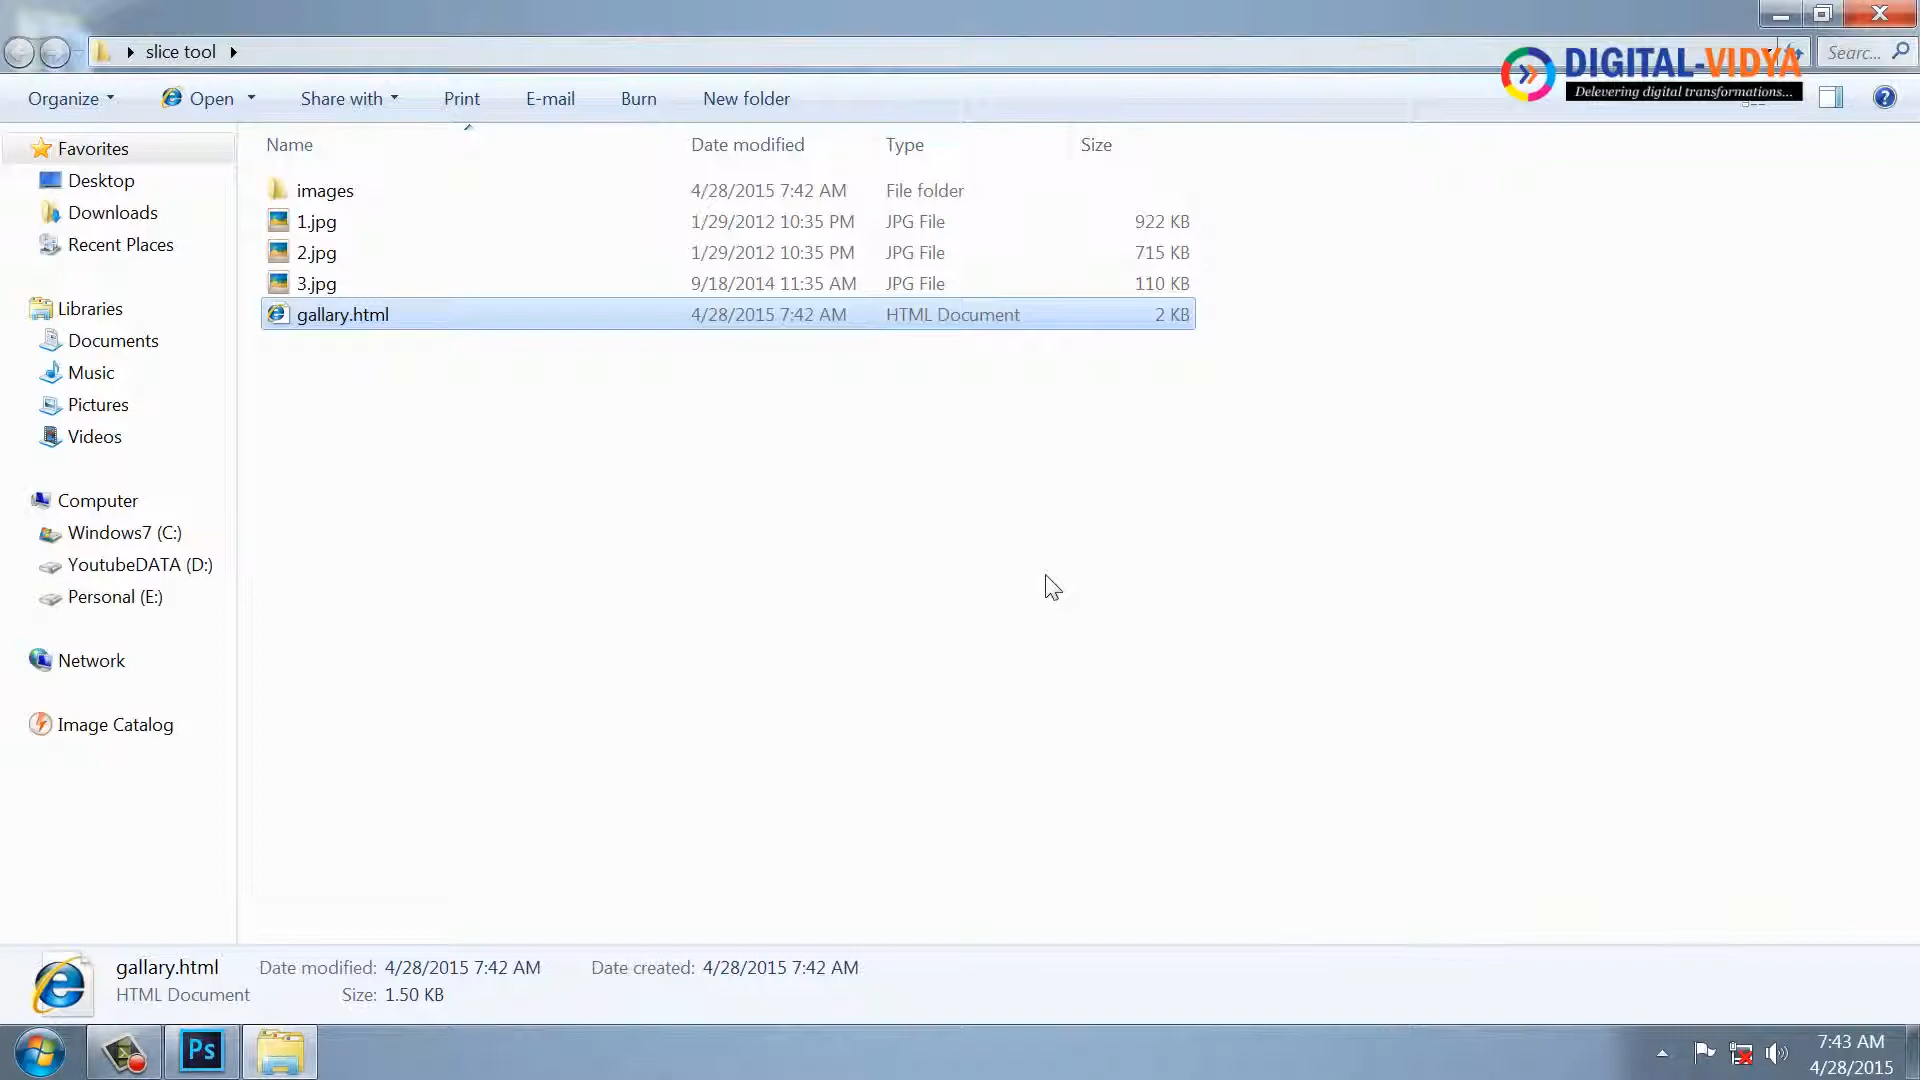 slice tool
Searc...
DIGITAL-VIDYA
Delevering digital transformations...
Organize Open Share with Print E-mail Burn New folder
Name Date modified Type Size
Favorites
Desktop
Downloads
Recent Places
Libraries
Documents
Music
Pictures
Videos
Computer
Windows7 (C:)
YoutubeDATA (D:)
Personal (E:)
Network
Image Catalog
images 4/28/2015 7:42 AM File folder
1.jpg 1/29/2012 10:35 PM JPG File 922 KB
2.jpg 1/29/2012 10:35 PM JPG File 715 KB
3.jpg 9/18/2014 11:35 AM JPG File 110 KB
gallary.html 4/28/2015 7:42 AM HTML Document 2 KB
gallary.html Date modified: 4/28/2015 7:42 AM Date created: 4/28/2015 7:42 AM
HTML Document Size: 1.50 KB
Ps
7:43 AM
4/28/2015